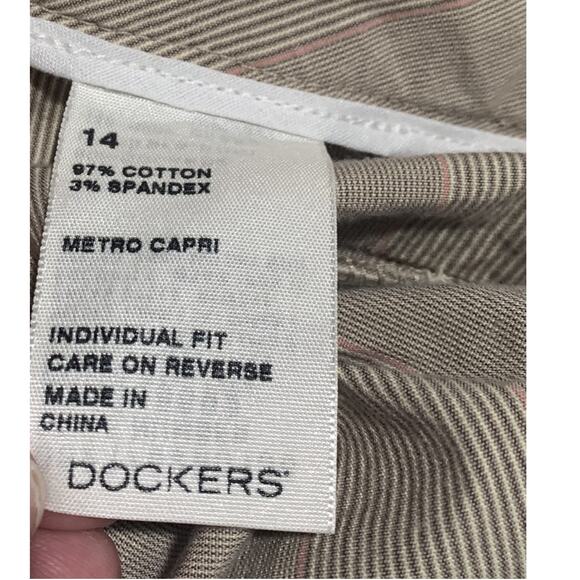 14
97% COTTON
3% SPANDEX
METRO CAPRI
INDIVIDUAL FIT
CARE ON REVERSE
MADE IN
CHINA
DOCKERS®